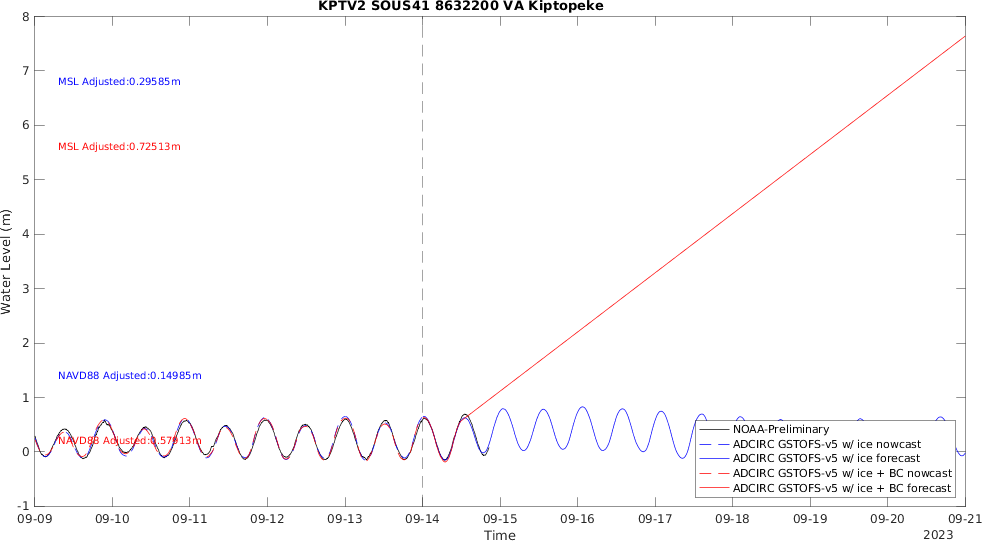 KPTV2 SOUS41 8632200 VA Kiptopeke
8
7
6
5
4
3
2
1
0
-1
Water Level (m)
MSL Adjusted:0.29585m
MSL Adjusted:0.72513m
NAVD88 Adjusted:0.14985m
NAVD88 Adjusted:0.57913m
NOAA-Preliminary
ADCIRC GSTOFS-v5 w/ ice nowcast
ADCIRC GSTOFS-v5 w/ ice forecast
ADCIRC GSTOFS-v5 w/ ice + BC nowcast
ADCIRC GSTOFS-v5 w/ ice + BC forecast
09-09 09-10 09-11 09-12 09-13 09-14 09-15 09-16 09-17 09-18 09-19 09-20 09-21
Time
2023